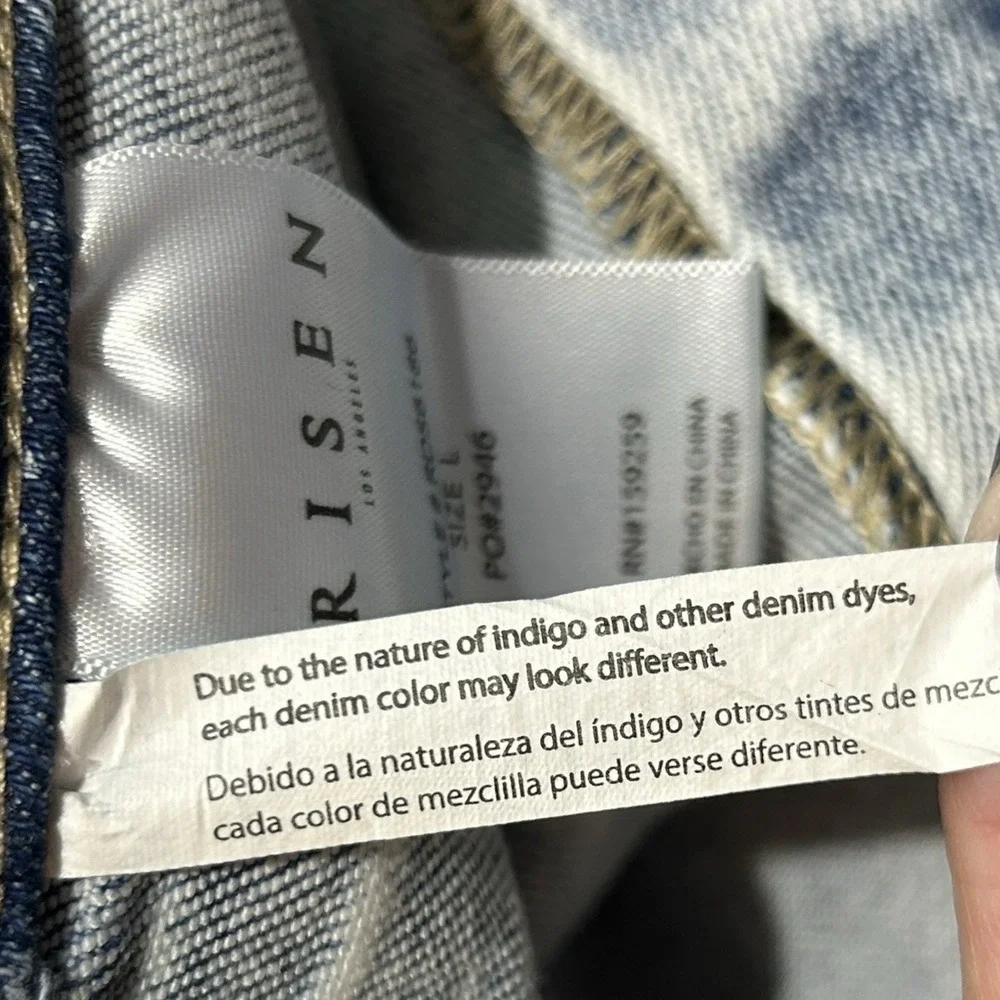 RISEN
LOS ANGELES
SIZE L
PO#2946
RN#159259
EN CHINA
IN CHINA
Due to the nature of indigo and other denim dyes,
each denim color may look different.
Debido a la naturaleza del índigo y otros tintes de mezc
cada color de mezclilla puede verse diferente.